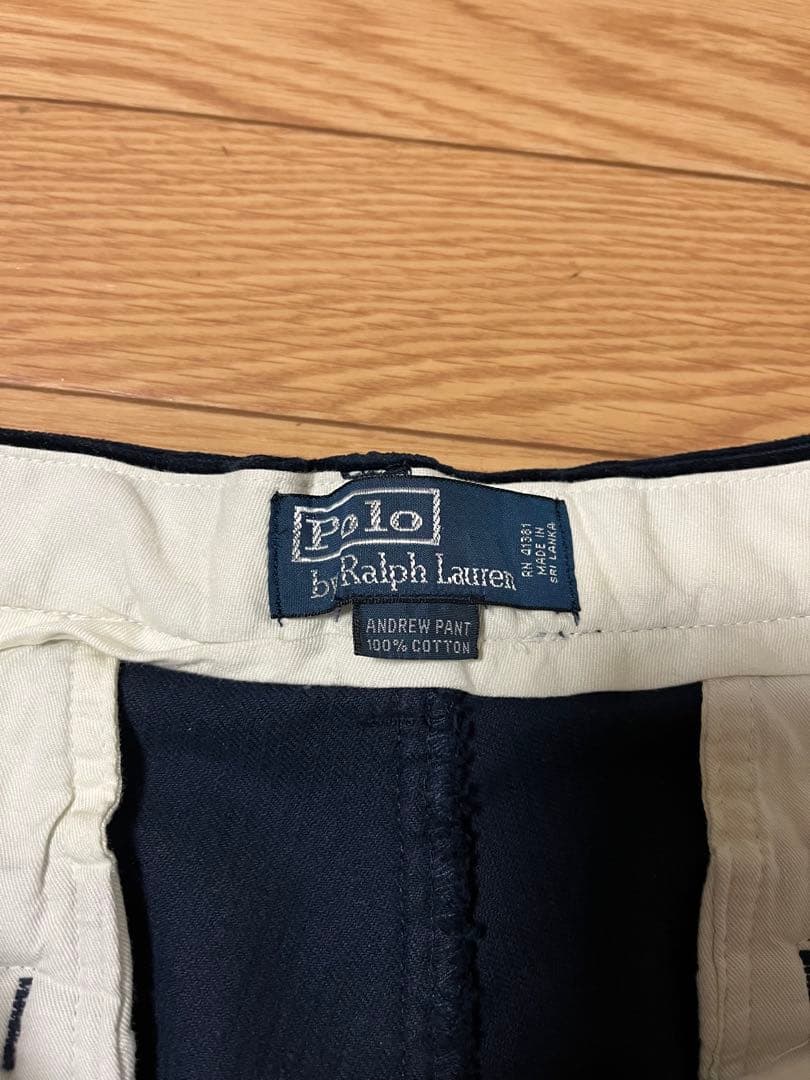 Polo
by Ralph Lauren
RN 41381
MADE IN
SRI LANKA
ANDREW PANT
100% COTTON